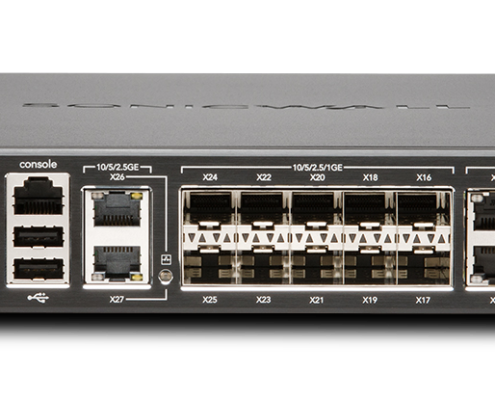 SONICWALL
console
10/5/2.5GE
10/5/2.5/1GE
X26
X24
X22
X20
X18
X16
X27
X25
X23
X21
X19
X17